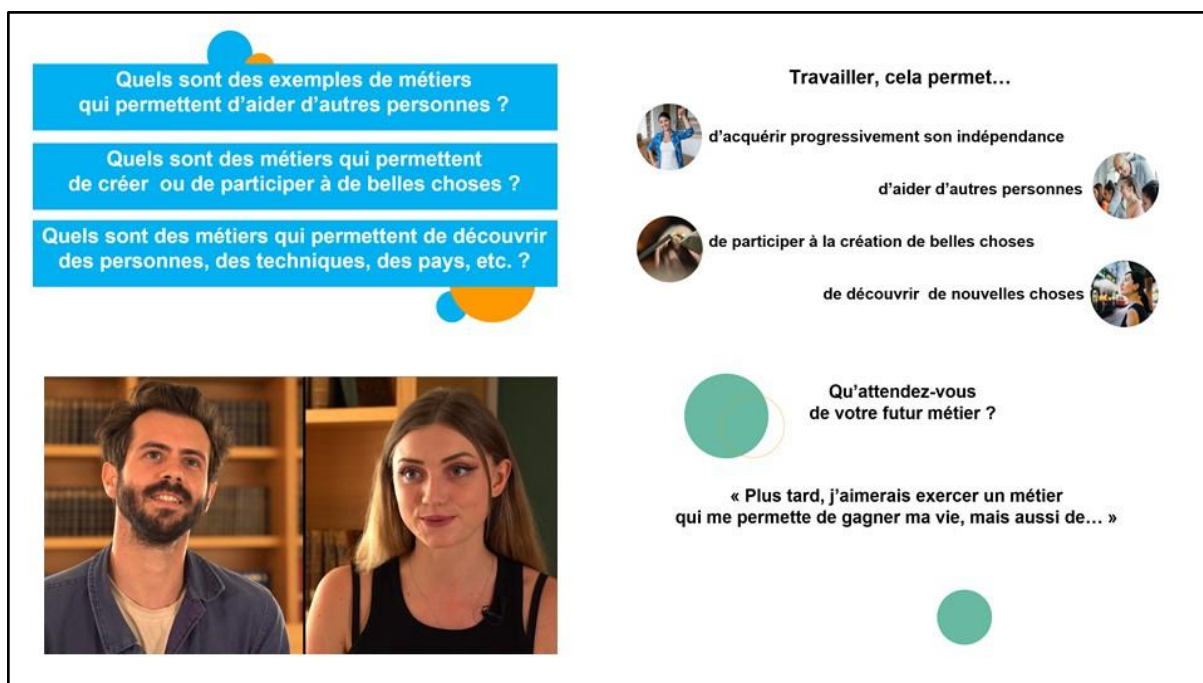 Quels sont des exemples de métiers
qui permettent d’aider d’autres personnes ?
Quels sont des métiers qui permettent
de créer ou de participer à de belles choses ?
Quels sont des métiers qui permettent de découvrir
des personnes, des techniques, des pays, etc. ?
Travailler, cela permet…
d’acquérir progressivement son indépendance
d’aider d’autres personnes
de participer à la création de belles choses
de découvrir de nouvelles choses
Qu’attendez-vous
de votre futur métier ?
« Plus tard, j’aimerais exercer un métier
qui me permette de gagner ma vie, mais aussi de… »